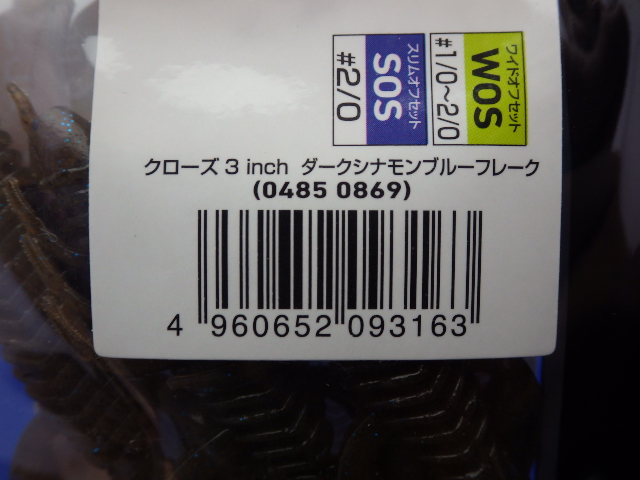 ワイドオフセット
WOS
#1/0~2/0
スリムオフセット
SOS
#2/0
クローズ 3 inch ダークシナモンブルーフレーク
(0485 0869)
4 960652 093163